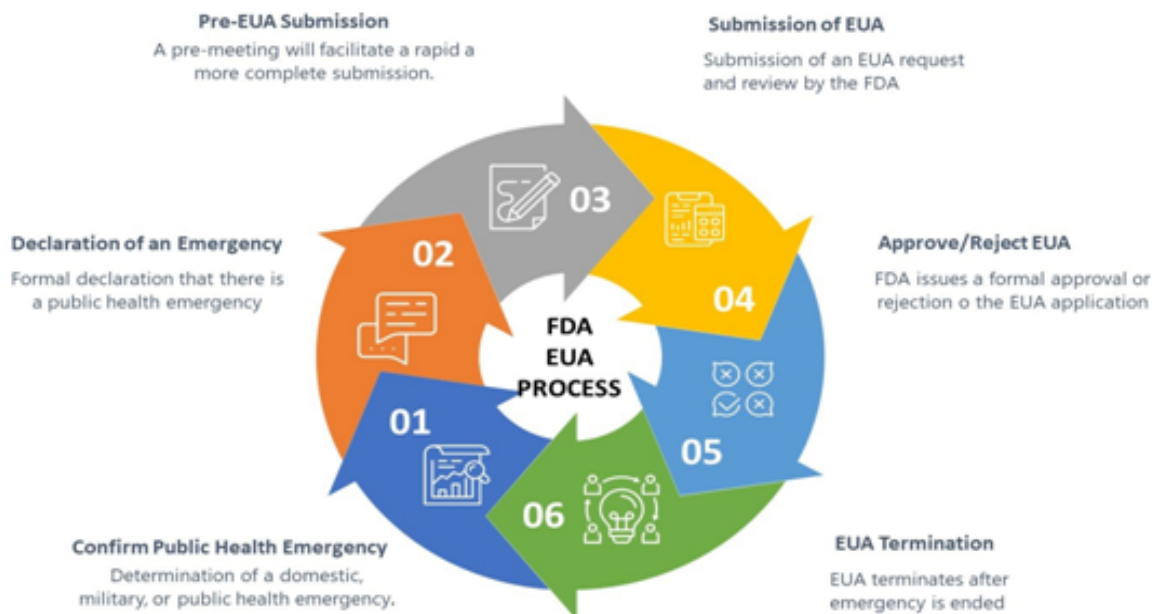 Pre-EUA Submission
A pre-meeting will facilitate a rapid a
more complete submission.
Submission of EUA
Submission of an EUA request
and review by the FDA
03
04
Declaration of an Emergency
Formal declaration that there is
a public health emergency
02
Approve/Reject EUA
FDA issues a formal approval or
rejection o the EUA application
FDA
EUA
PROCESS
01
05
06
Confirm Public Health Emergency
Determination of a domestic,
military, or public health emergency.
EUA Termination
EUA terminates after
emergency is ended